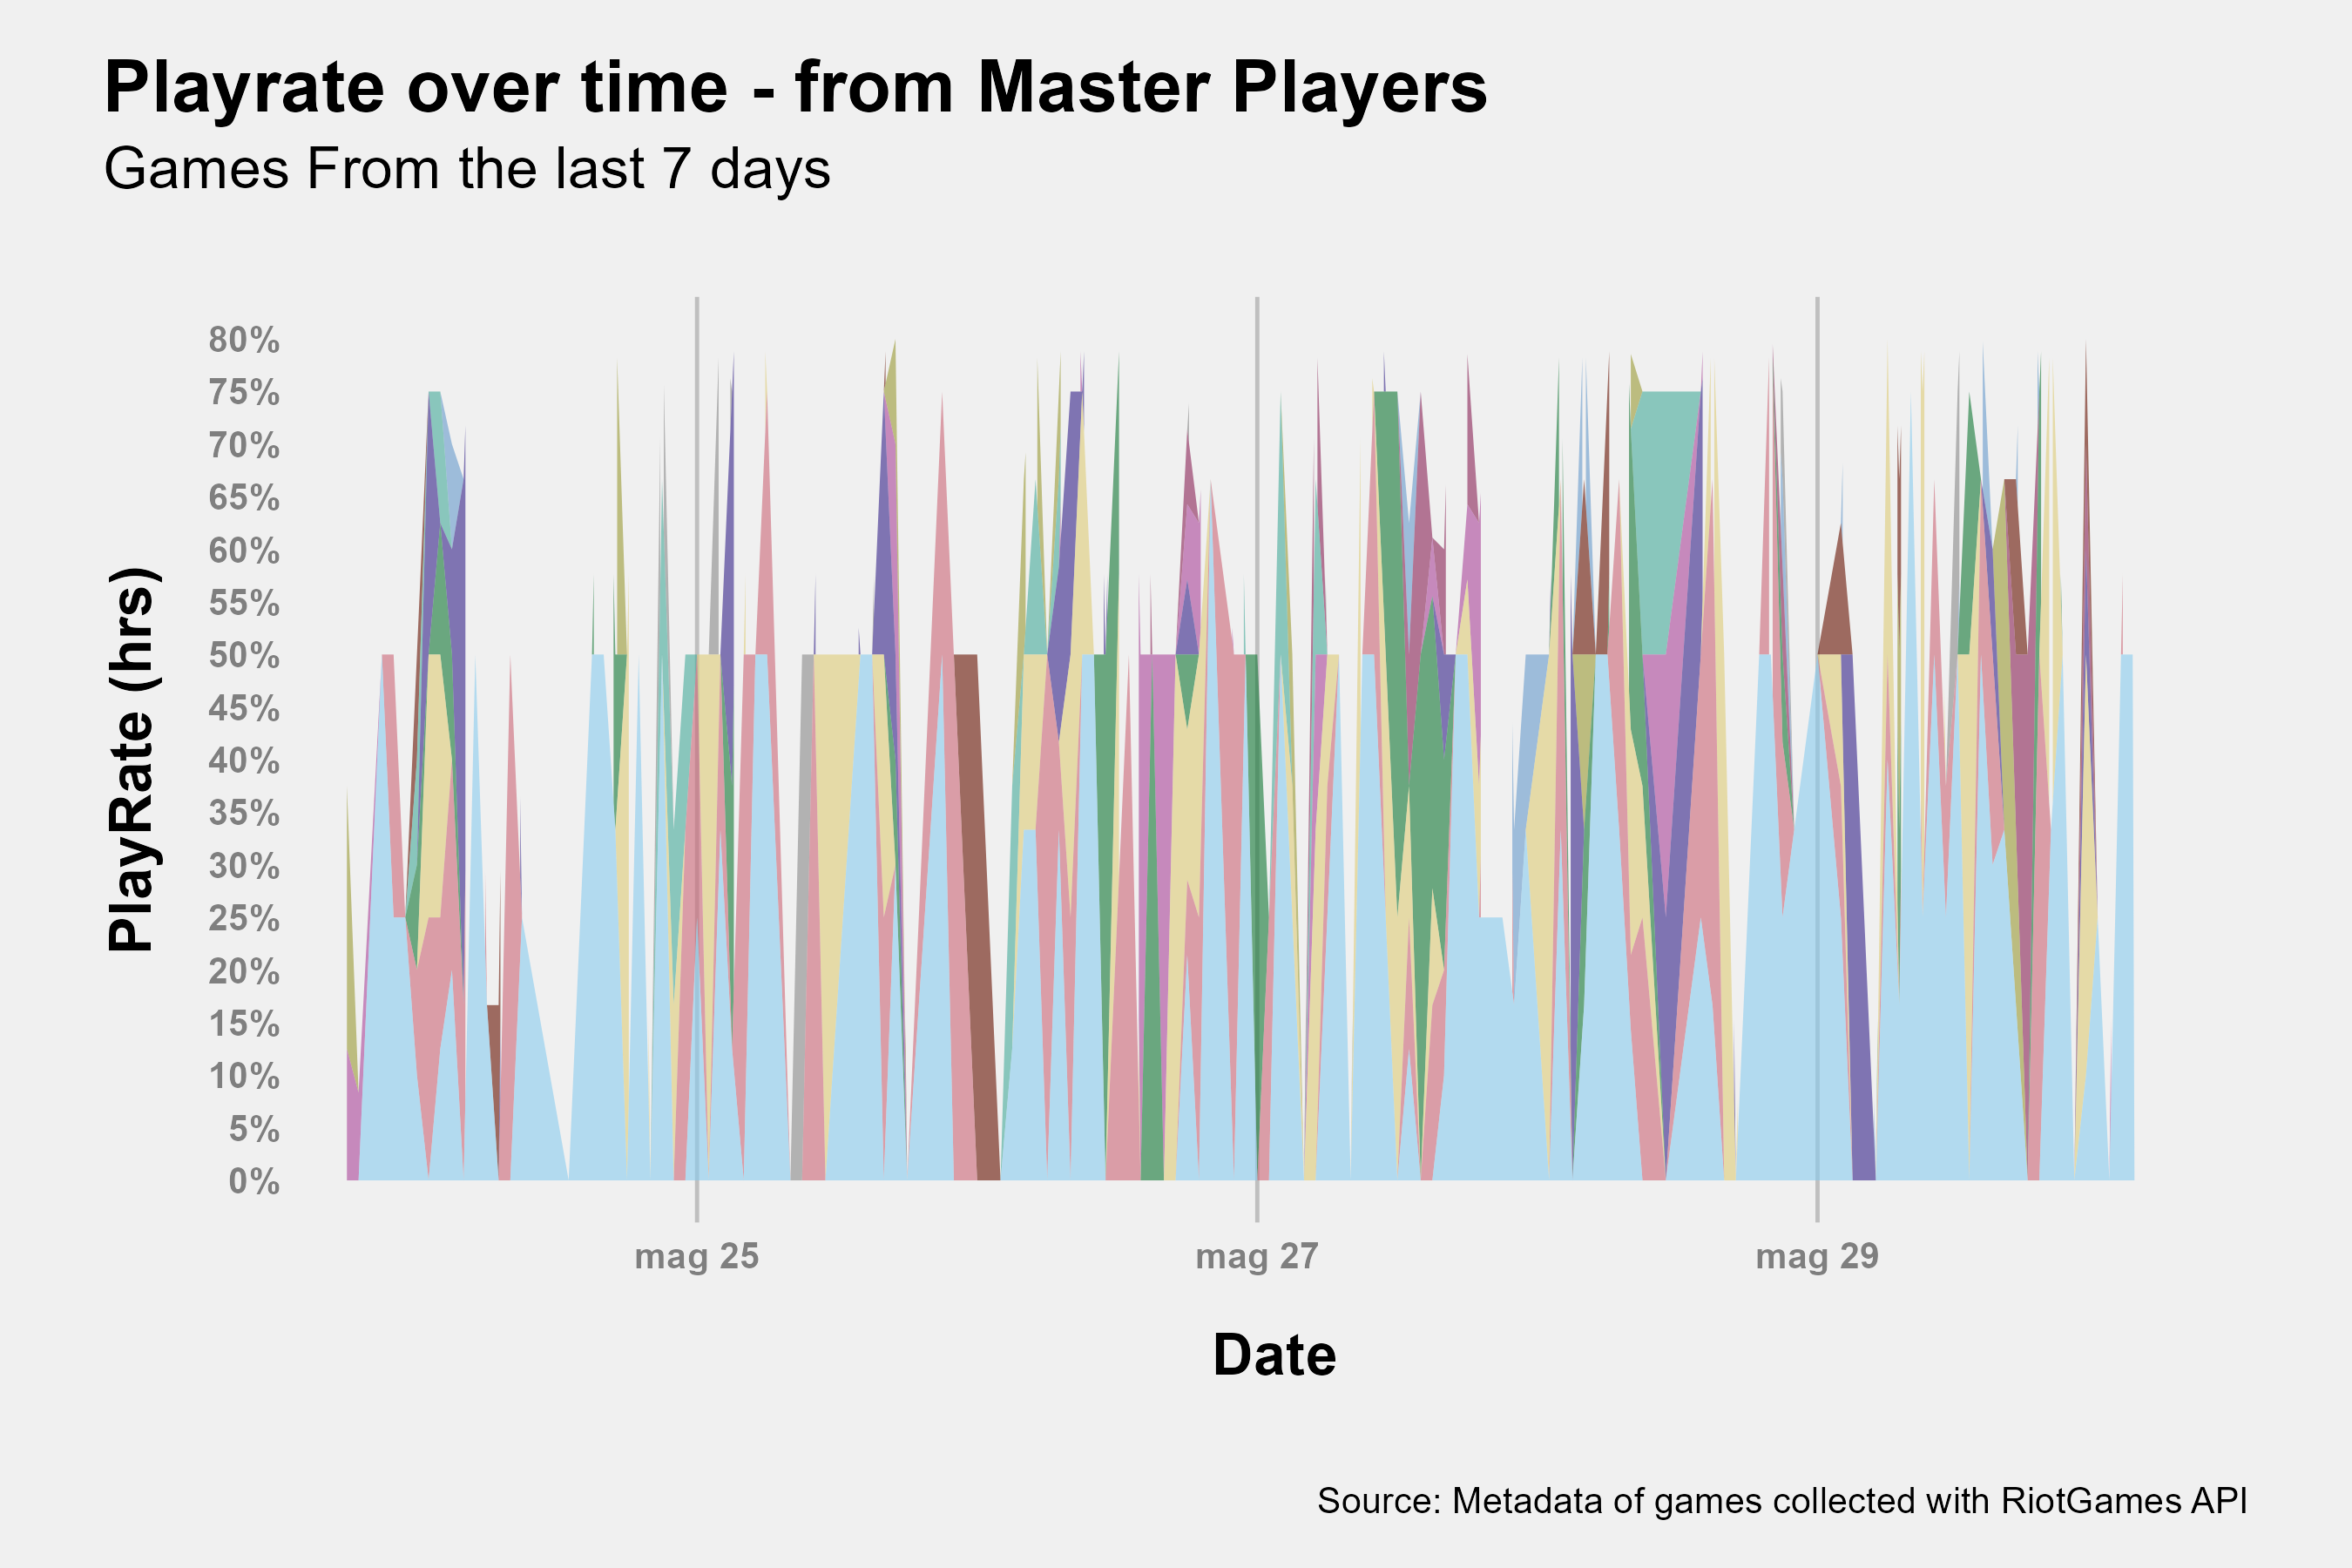 Playrate over time - from Master Players
Games From the last 7 days
PlayRate (hrs)
80%
75%
70%
65%
60%
55%
50%
45%
40%
35%
30%
25%
20%
15%
10%
5%
0%
mag 25
mag 27
mag 29
Date
Source: Metadata of games collected with RiotGames API